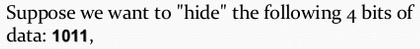 Suppose we want to "hide" the following 4 bits of
data: 1011,